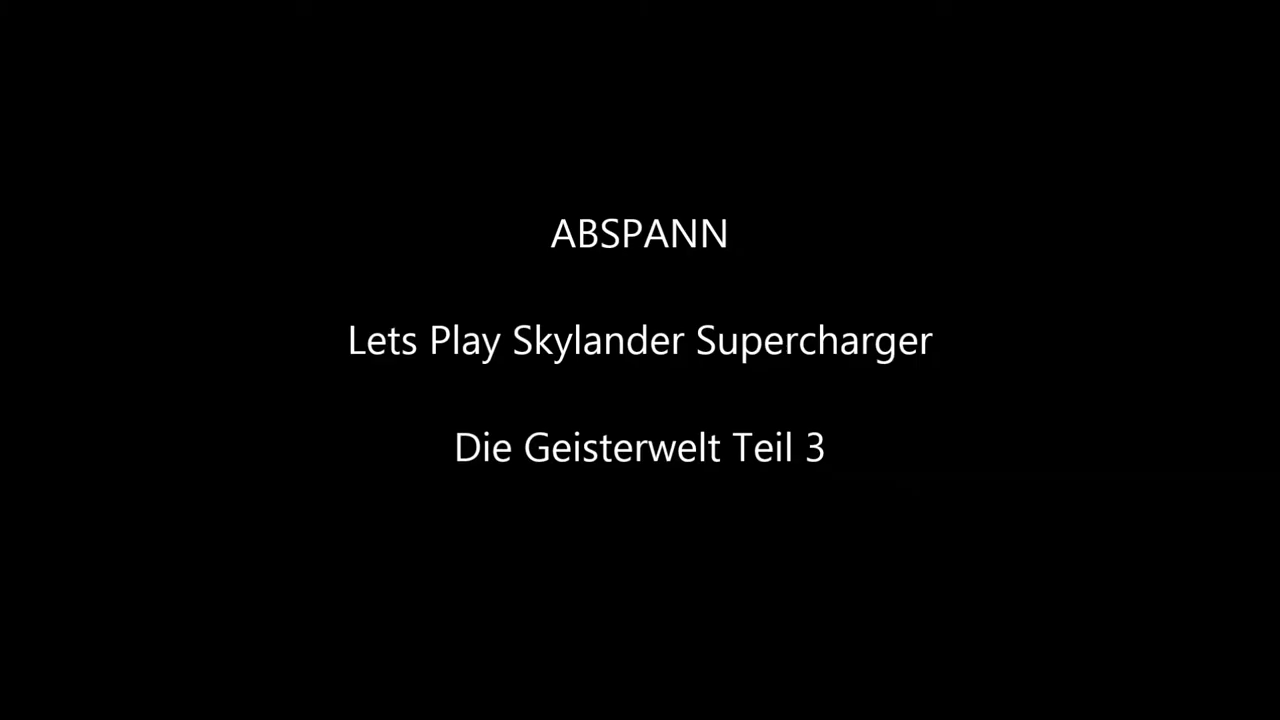 ABSPANN
Lets Play Skylander Supercharger
Die Geisterwelt Teil 3